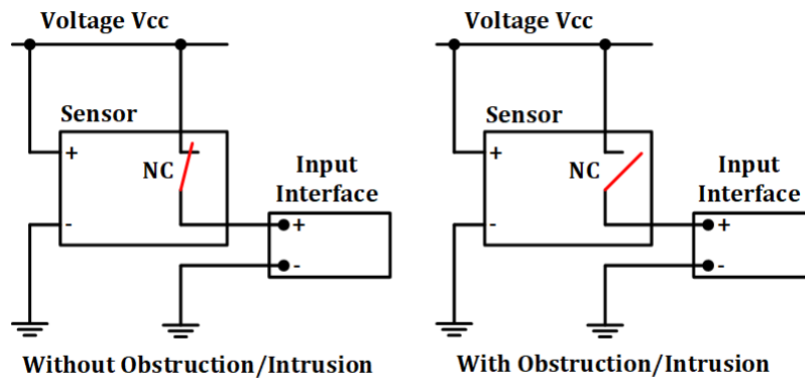 Voltage Vcc
Sensor
+
NC
Input
Interface
-
+
-
Without Obstruction/Intrusion
Voltage Vcc
Sensor
+
NC
Input
Interface
-
+
-
With Obstruction/Intrusion